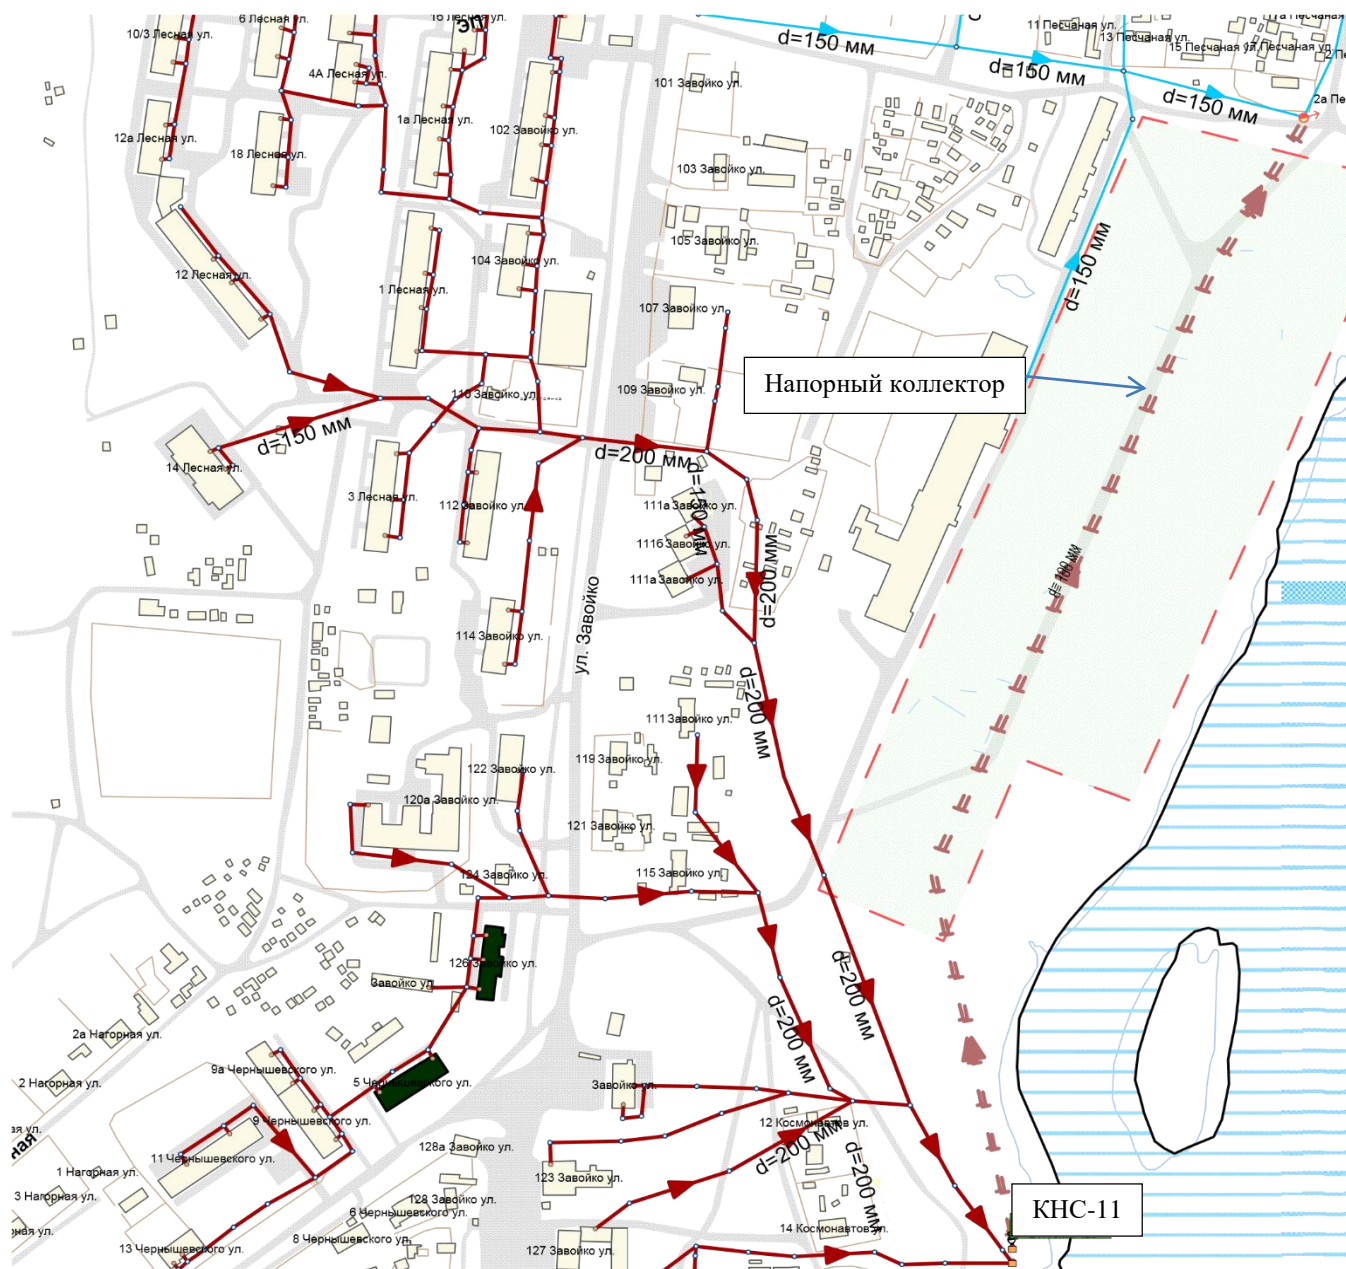 6 Лесная ул.
16 Лесная ул.
ЭП
10/3 Лесная ул.
4А Лесная ул.
d=150 мм
11 Песчаная ул.
17а Песчаная
13 Песчаная ул.
15 Песчаная ул.
17 Песчаная ул.
d=150 мм
101 Завойко ул.
d=150 мм
2а Пе
12а Лесная ул.
1а Лесная ул.
102 Завойко ул.
18 Лесная ул.
103 Завойко ул.
105 Завойко ул.
104 Завойко ул.
12 Лесная ул.
1 Лесная ул.
d=150 мм
107 Завойко ул.
Напорный коллектор
109 Завойко ул.
110 Завойко ул.
d=150 мм
d=200 мм
14 Лесная ул.
d=150 мм
3 Лесная ул.
112 Завойко ул.
111а Завойко ул.
111б Завойко ул.
111а Завойко ул.
d=200 мм
ул. Завойко
114 Завойко ул.
d=200 мм
111 Завойко ул.
119 Завойко ул.
122 Завойко ул.
120а Завойко ул.
121 Завойко ул.
124 Завойко ул.
115 Завойко ул.
126 Завойко ул.
Завойко ул.
d=200 мм
d=200 мм
2а Нагорная ул.
2 Нагорная ул.
9а Чернышевского ул.
5 Чернышевского ул.
Завойко ул.
9 Чернышевского ул.
12 Космонавтов ул.
d=200 мм
d=200 мм
128а Завойко ул.
11 Чернышевского ул.
1 Нагорная ул.
123 Завойко ул.
3 Нагорная ул.
128 Завойко ул.
6 Чернышевского ул.
КНС-11
14 Космонавтов ул.
8 Чернышевского ул.
13 Чернышевского ул.
127 Завойко ул.